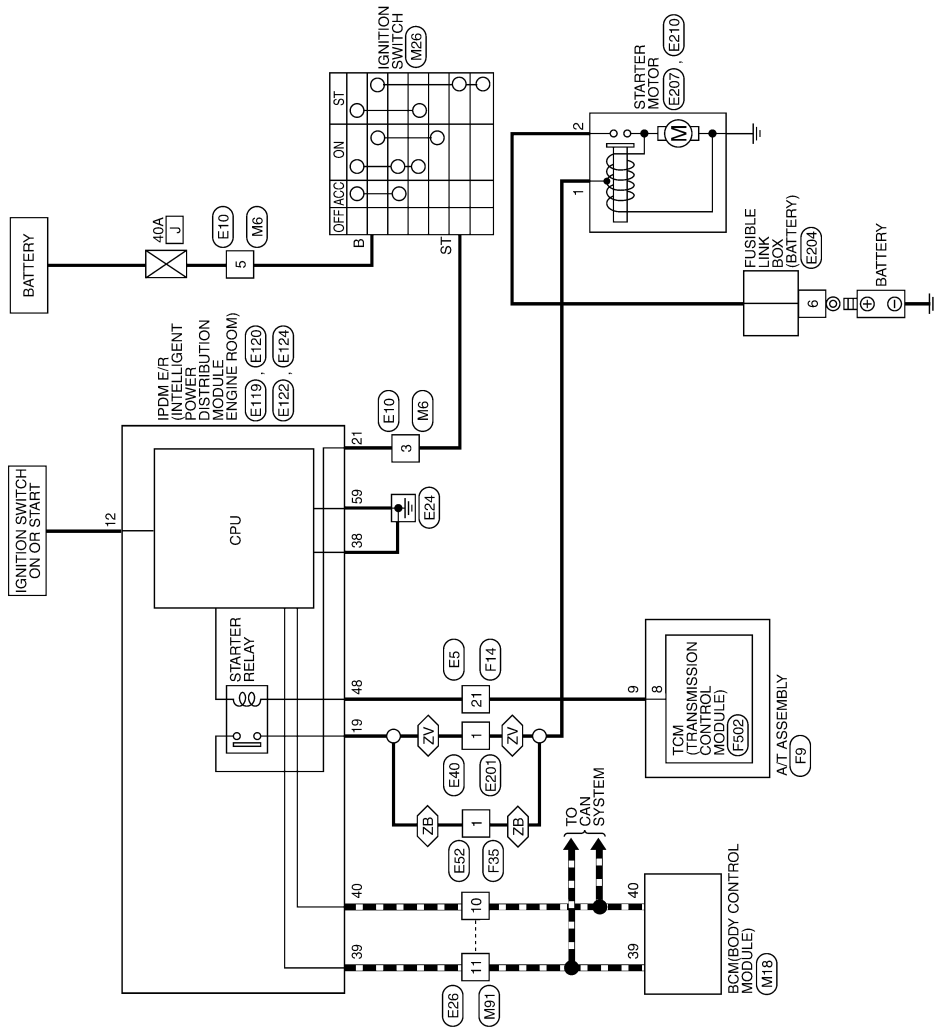 BATTERY
40A
J
5
E10
M6
IGNITION
SWITCH
M26
OFF
ACC
ON
ST
B
ST
STARTER
MOTOR
E207 , E210
1
2
M
FUSIBLE
LINK
BOX
(BATTERY)
E204
6
BATTERY
IGNITION SWITCH
ON OR START
12
IPDM E/R
(INTELLIGENT
POWER
DISTRIBUTION
MODULE
ENGINE ROOM)
E119 , E120
E122 , E124
CPU
STARTER
RELAY
21
3
E10
M6
59
38
E24
48
19
21
E5
F14
ZV
1
ZV
E40
E201
ZB
1
ZB
E52
F35
9
8
TCM
(TRANSMISSION
CONTROL
MODULE)
F502
A/T ASSEMBLY
F9
40
39
10
11
E26
M91
TO
CAN
SYSTEM
40
39
BCM(BODY CONTROL
MODULE)
M18